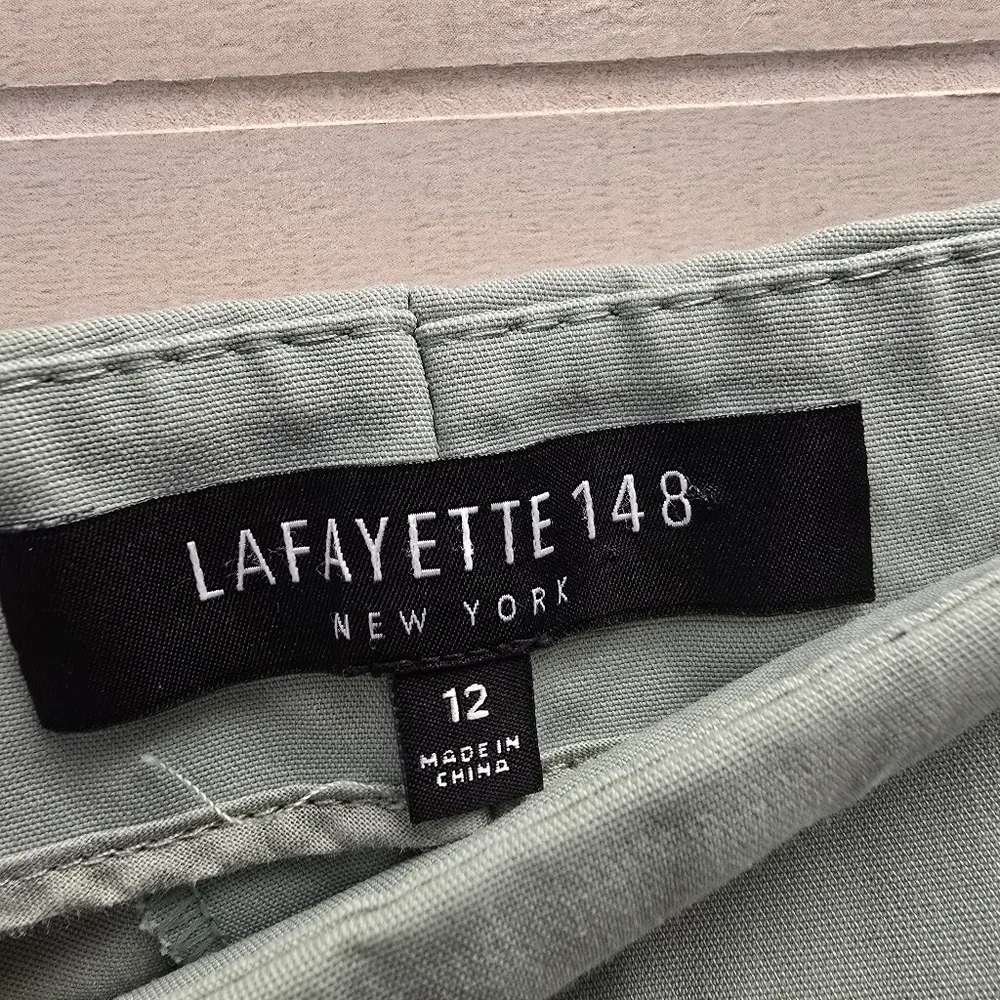 LAFAYETTE 148
NEW YORK
12
MADE IN
CHINA